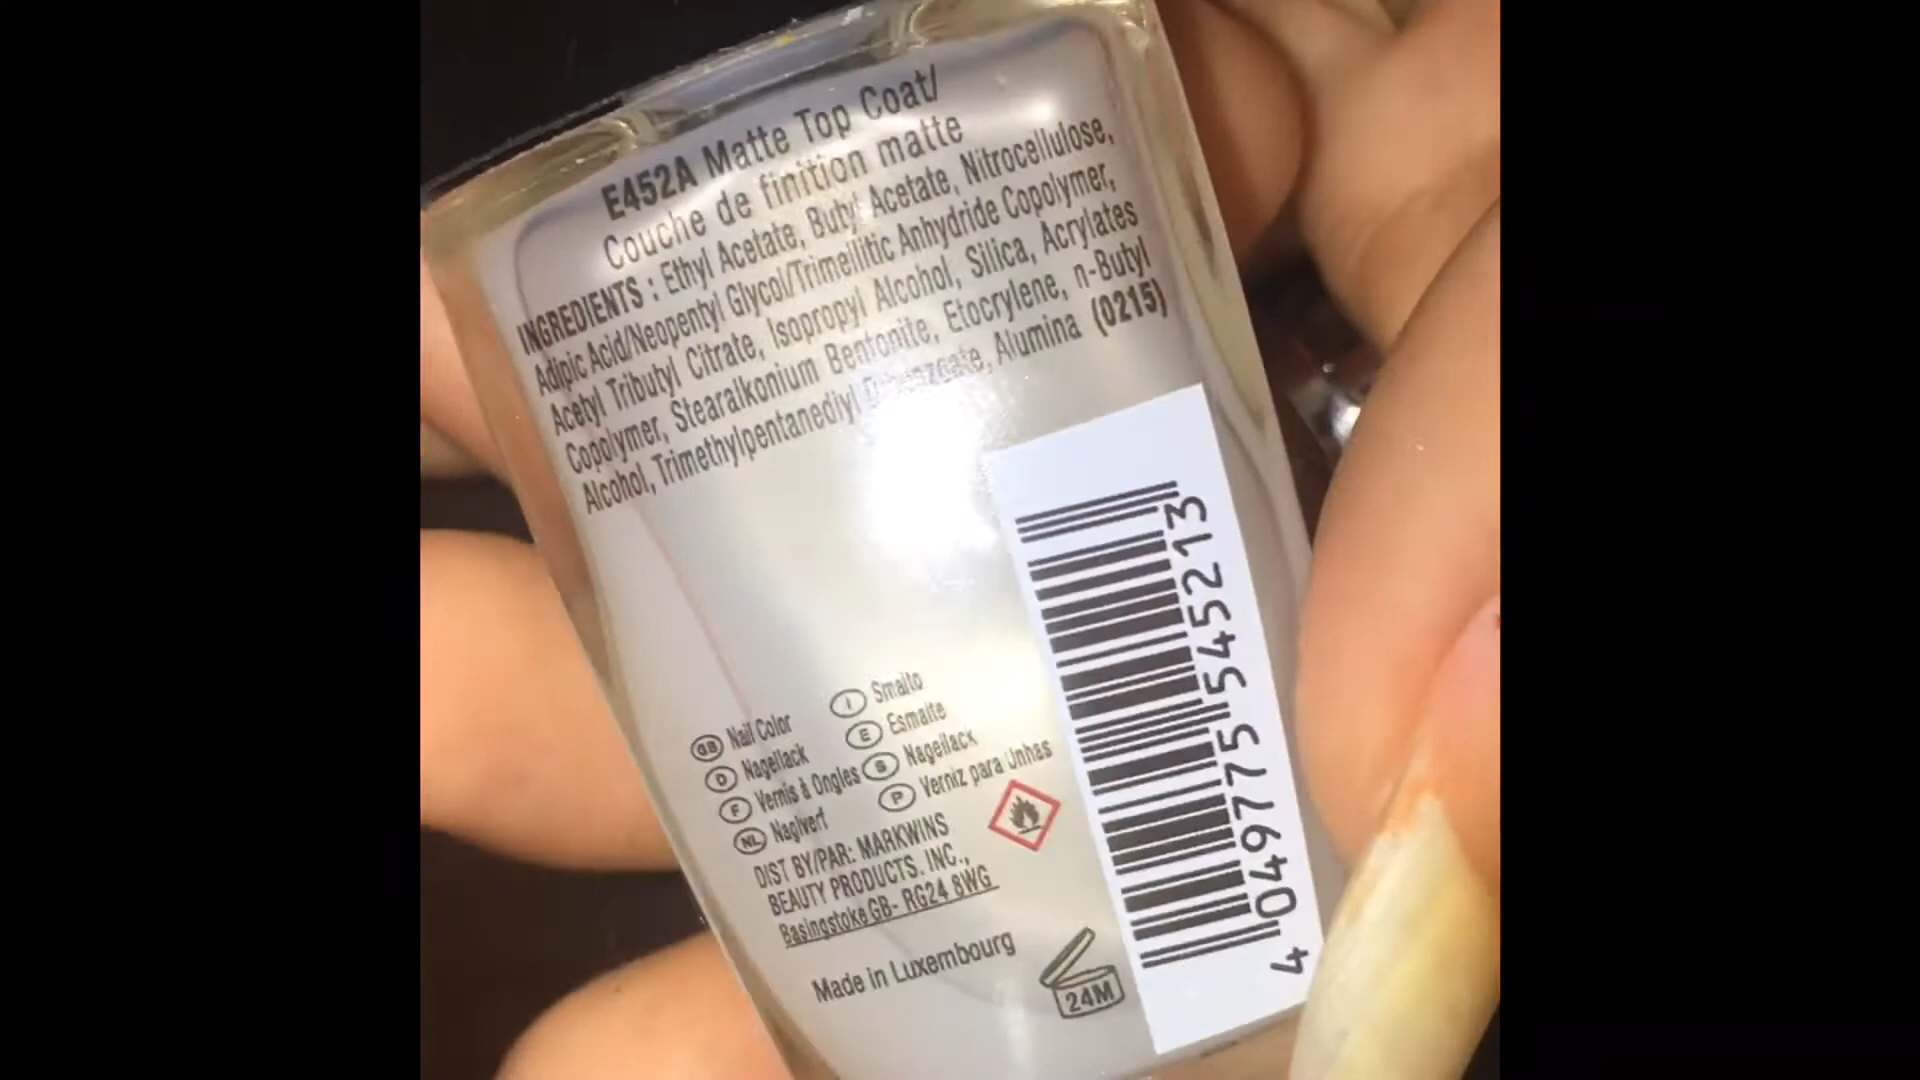 E452A Matte Top Coat/
Couche de finition matte
INGREDIENTS : Ethyl Acetate, Butyl Acetate, Nitrocellulose,
Adipic Acid/Neopentyl Glycol/Trimellitic Anhydride Copolymer,
Acetyl Tributyl Citrate, Isopropyl Alcohol, Silica, Acrylates
Copolymer, Stearalkonium Bentonite, Etocrylene, n-Butyl
Alcohol, Trimethylpentanediyl Dibenzoate, Alumina (0215)
GB Nail Color
D Nagellack
F Vernis à Ongles
NL Naglverf
I Smalto
E Esmalte
S Nagellack
P Verniz para Unhas
DIST BY/PAR: MARKWINS
BEAUTY PRODUCTS. INC.,
Basingstoke GB- RG24 8WG
Made in Luxembourg
24M
4 049775 545213